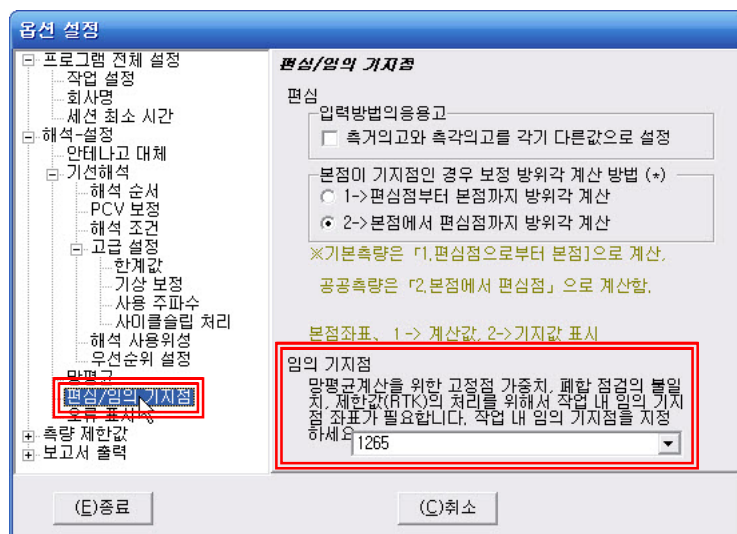 옵션 설정
프로그램 전체 설정
작업 설정
회사명
세션 최소 시간
해석-설정
안테나고 대체
기선해석
해석 순서
PCV 보정
해석 조건
고급 설정
한계값
기상 보정
사용 주파수
사이클슬립 처리
해석 사용위성
우선순위 설정
망평균
편심/임의 기지점
오류 표시
측량 제한값
보고서 출력
편심/임의 기지점
편심
입력방법의응용고
측거의고와 측각의고를 각기 다른값으로 설정
본점이 기지점인 경우 보정 방위각 계산 방법 (*)
1->편심점부터 본점까지 방위각 계산
2->본점에서 편심점까지 방위각 계산
※기본측량은 「1.편심점으로부터 본점]으로 계산.
공공측량은 「2.본점에서 편심점」으로 계산함.
본점좌표、 1 -> 계산값, 2->기지값 표시
임의 기지점
망평균계산을 위한 고정점 가중치, 폐합 점검의 불일
치, 제한값(RTK)의 처리를 위해서 작업 내 임의 기지
점 좌표가 필요합니다. 작업 내 임의 기지점을 지정
하세요
1265
(E)종료
(C)취소